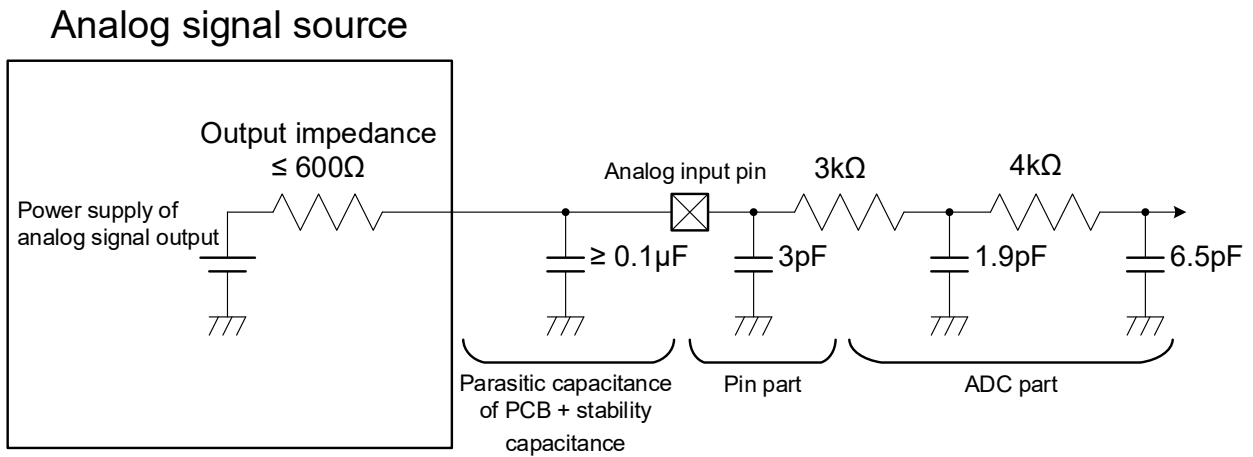 Analog signal source
Output impedance
≤ 600Ω
Power supply of
analog signal output
Analog input pin
3kΩ
4kΩ
≥ 0.1μF
3pF
1.9pF
6.5pF
Parasitic capacitance
of PCB + stability
capacitance
Pin part
ADC part